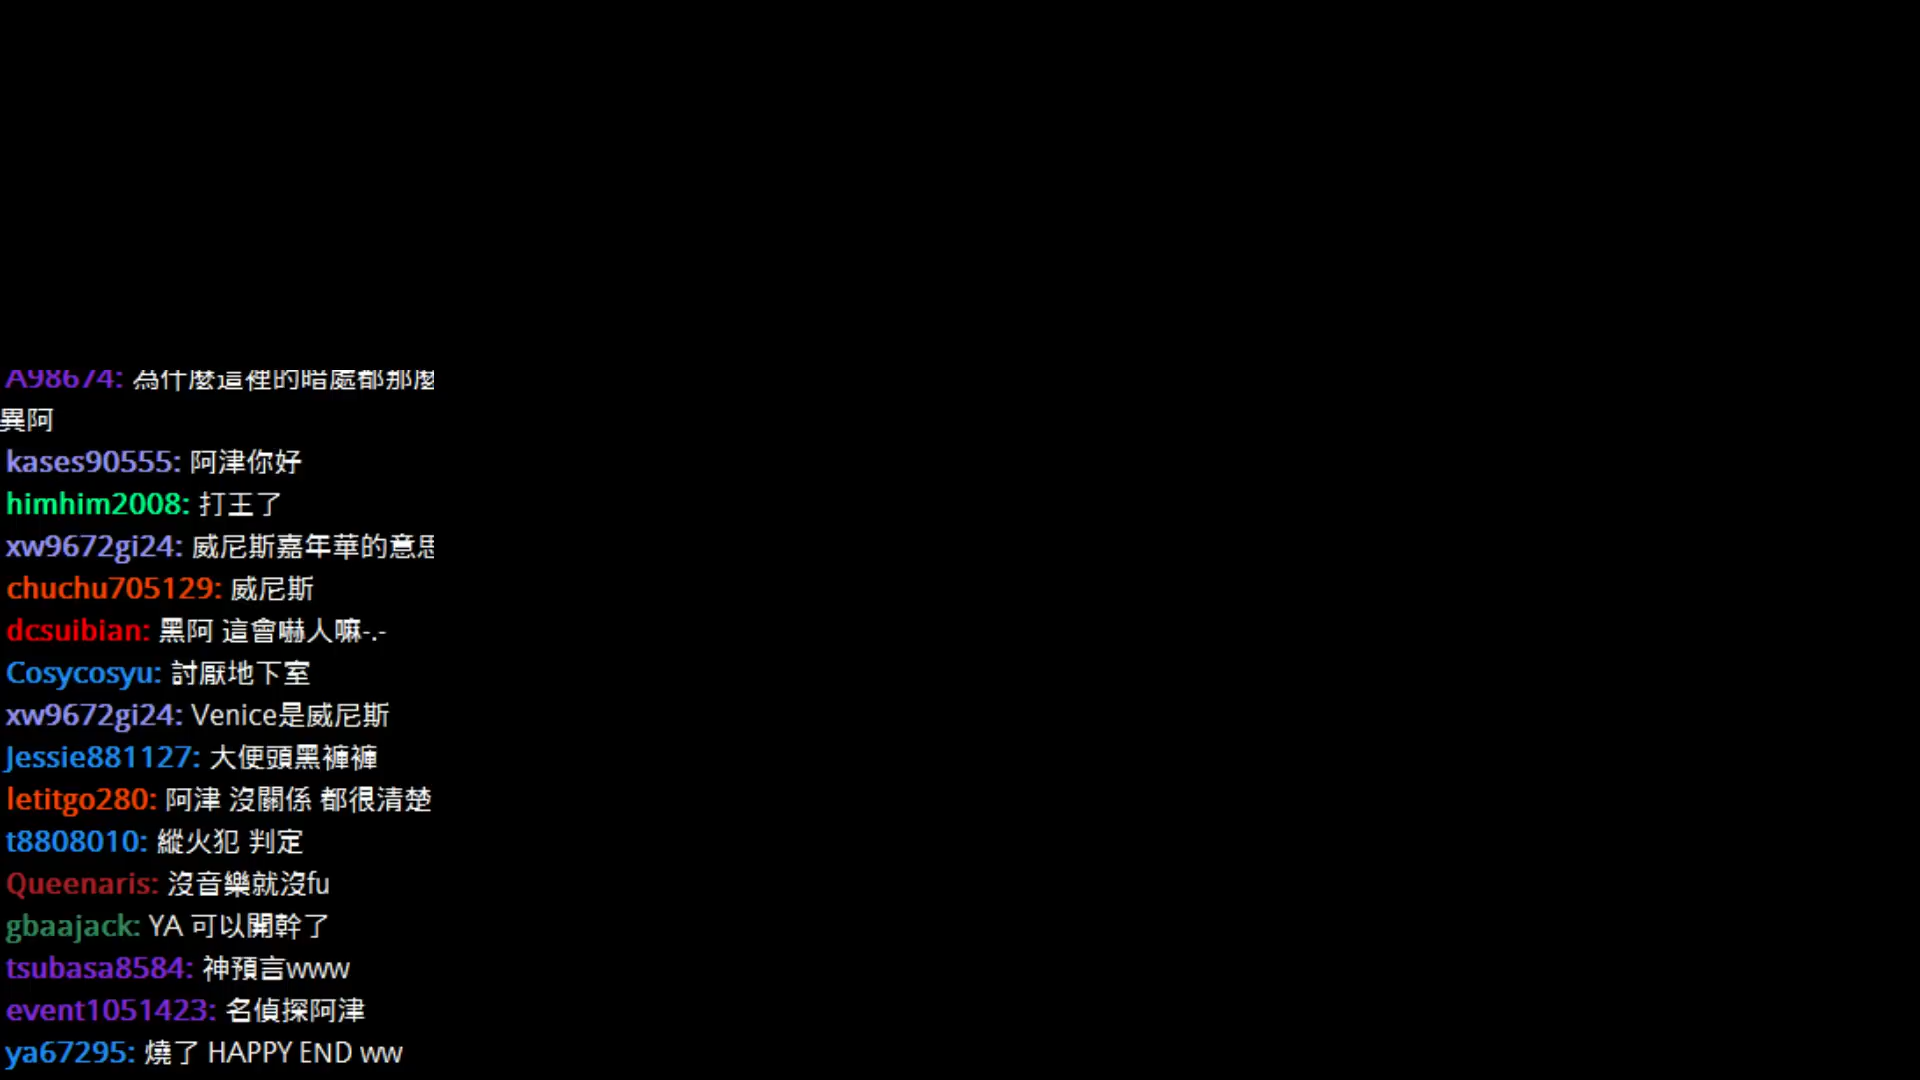 A98674: 為什麼這裡的暗處都那麼
異阿
kases90555: 阿津你好
himhim2008: 打王了
xw9672gi24: 威尼斯嘉年華的意思
chuchu705129: 威尼斯
dcsuibian: 黑阿 這會嚇人嘛-.-
Cosycosyu: 討厭地下室
xw9672gi24: Venice是威尼斯
Jessie881127: 大便頭黑褲褲
letitgo280: 阿津 沒關係 都很清楚
t8808010: 縱火犯 判定
Queenaris: 沒音樂就沒fu
gbaajack: YA 可以開幹了
tsubasa8584: 神預言www
event1051423: 名偵探阿津
ya67295: 燒了 HAPPY END ww